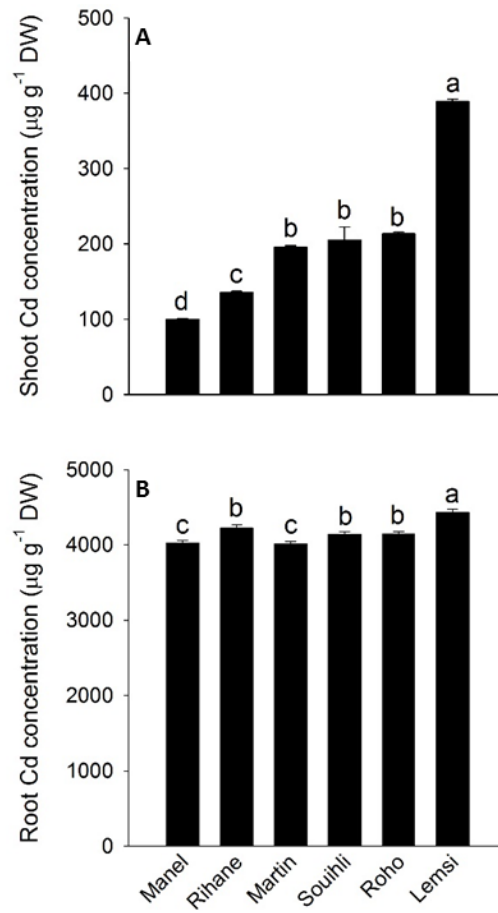 A
Shoot Cd concentration (µg g⁻¹ DW)
500
400
300
200
100
0
d
c
b
b
b
a
B
Root Cd concentration (µg g⁻¹ DW)
5000
4000
3000
2000
1000
0
c
b
c
b
b
a
Manel
Rihane
Martin
Souihli
Roho
Lemsi